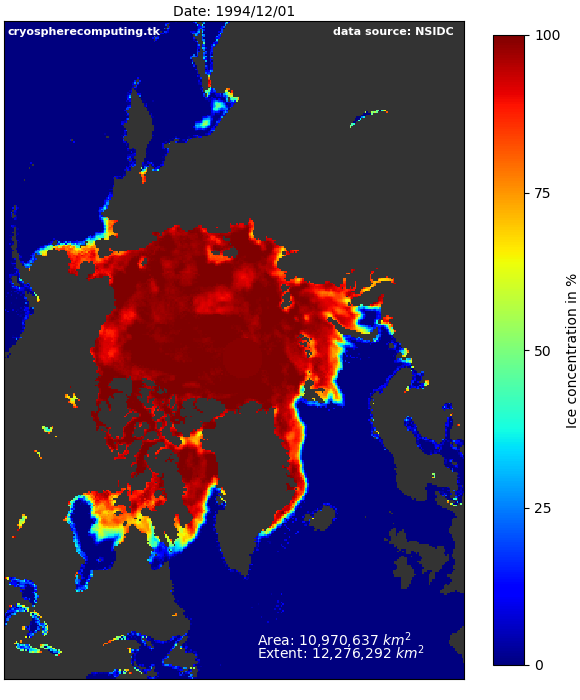 Date: 1994/12/01
cryospherecomputing.tk
data source: NSIDC
100
75
50
25
0
Ice concentration in %
Area: 10,970,637 km²
Extent: 12,276,292 km²